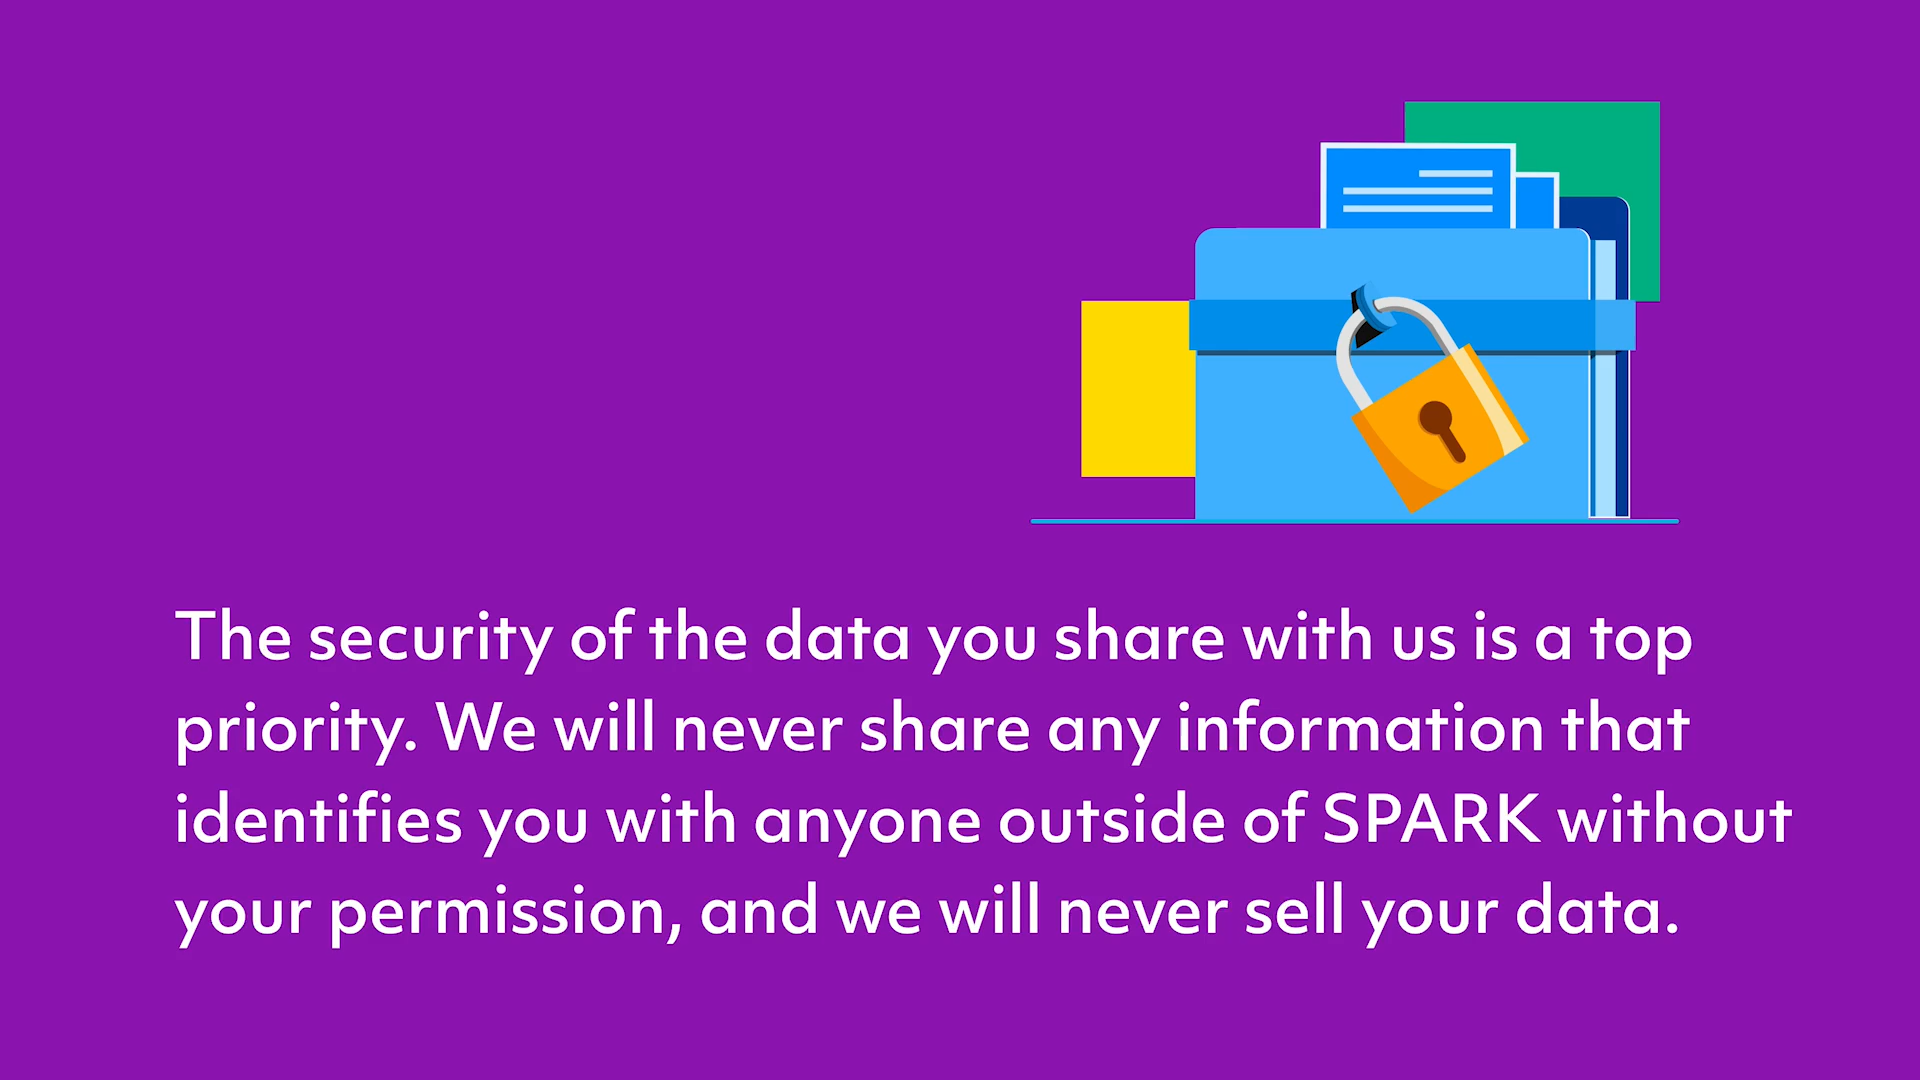 The security of the data you share with us is a top
priority. We will never share any information that
identifies you with anyone outside of SPARK without
your permission, and we will never sell your data.